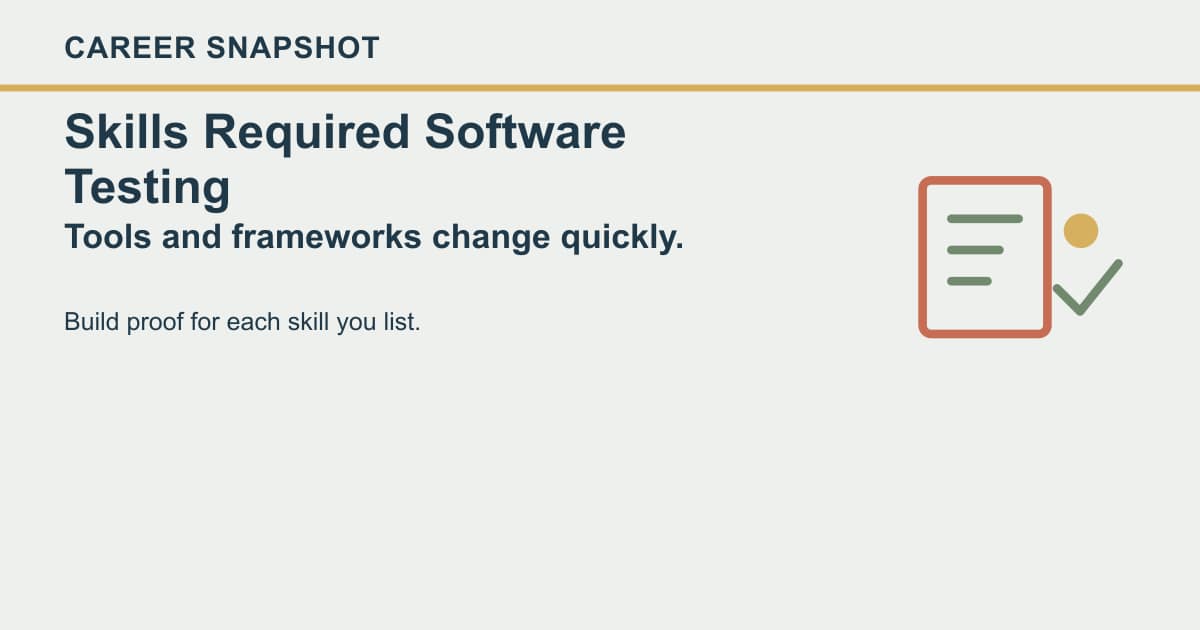 CAREER SNAPSHOT
Skills Required Software
Testing
Tools and frameworks change quickly.
Build proof for each skill you list.